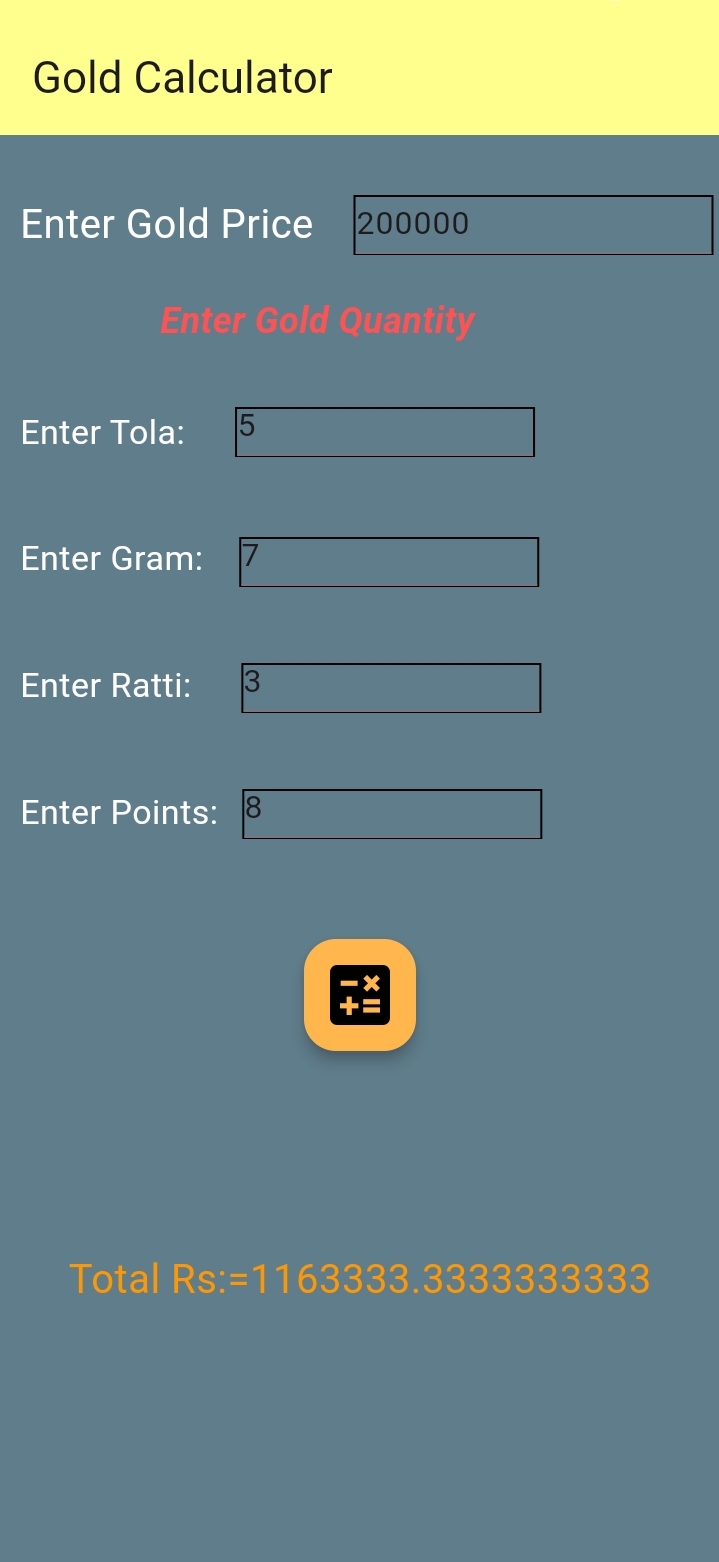 Gold Calculator
Enter Gold Price 200000
Enter Gold Quantity
Enter Tola: 5
Enter Gram: 7
Enter Ratti: 3
Enter Points: 8
Total Rs:=1163333.3333333333